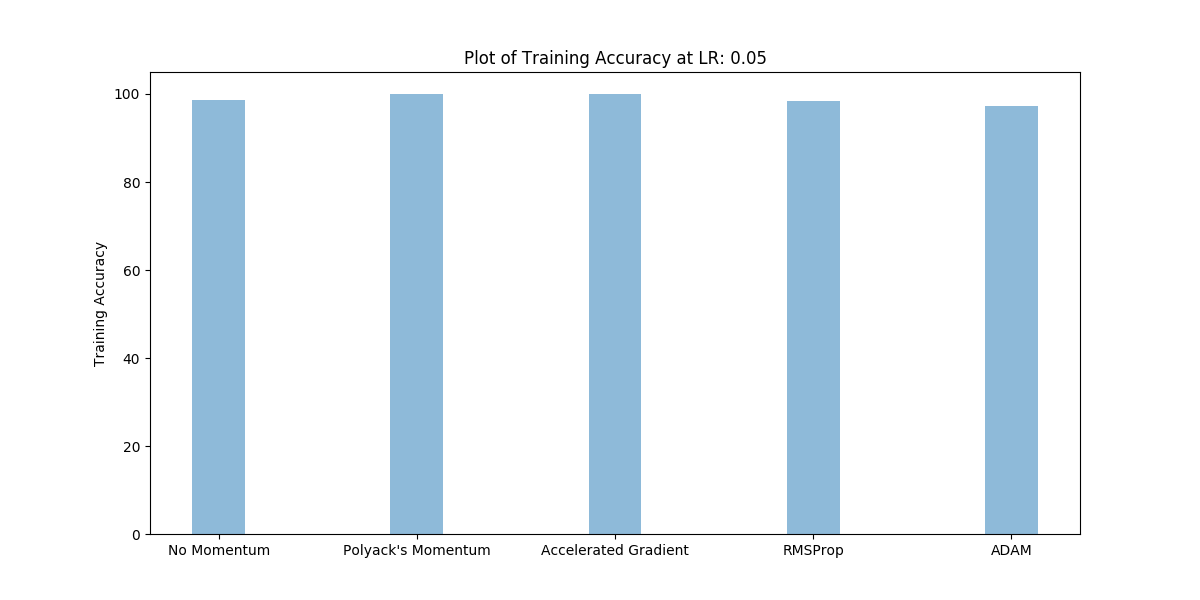 Plot of Training Accuracy at LR: 0.05
Training Accuracy
100
80
60
40
20
0
No Momentum
Polyack's Momentum
Accelerated Gradient
RMSProp
ADAM